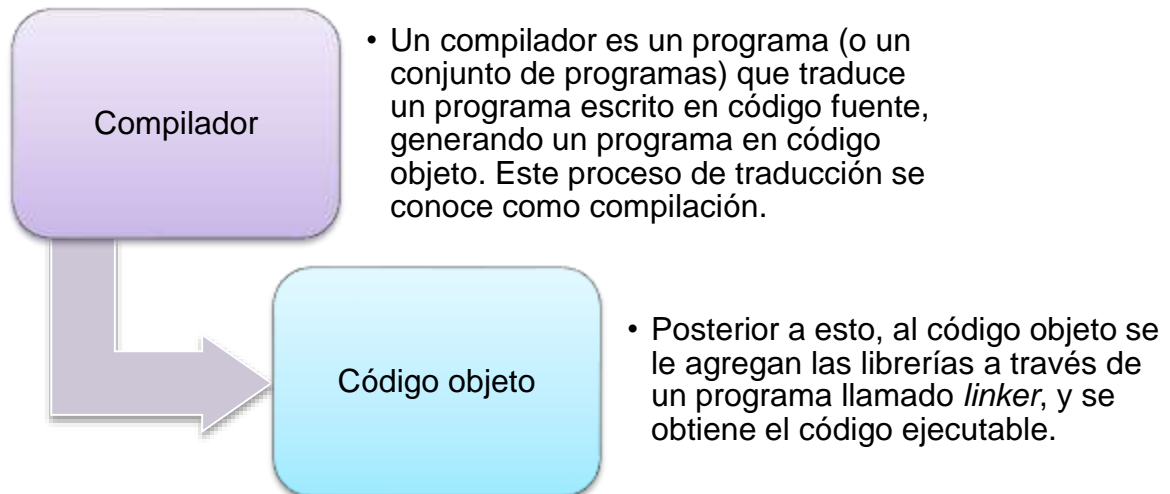 Compilador
• Un compilador es un programa (o un
conjunto de programas) que traduce
un programa escrito en código fuente,
generando un programa en código
objeto. Este proceso de traducción se
conoce como compilación.
Código objeto
• Posterior a esto, al código objeto se
le agregan las librerías a través de
un programa llamado linker, y se
obtiene el código ejecutable.